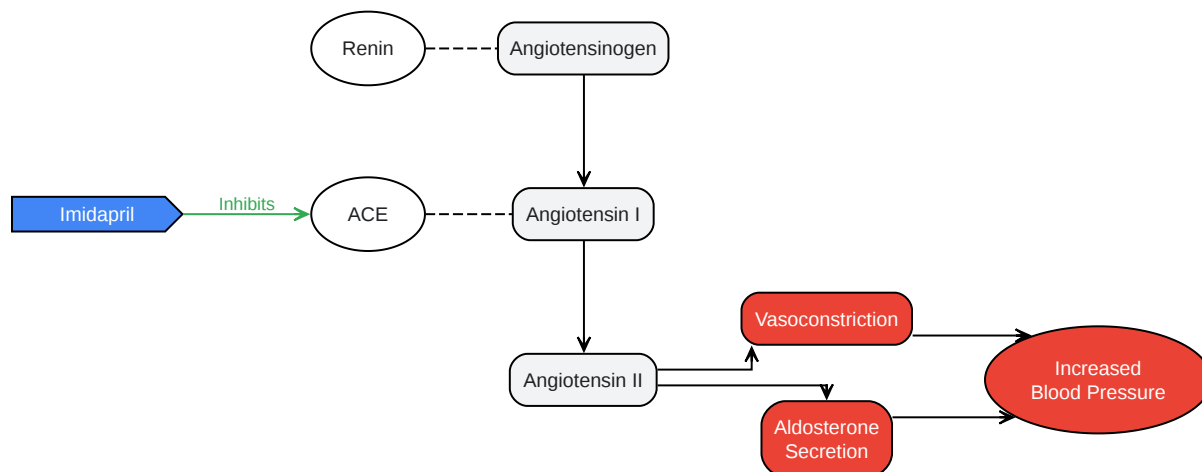 Renin
Angiotensinogen
Imidapril
Inhibits
ACE
Angiotensin I
Vasoconstriction
Angiotensin II
Increased
Blood Pressure
Aldosterone
Secretion